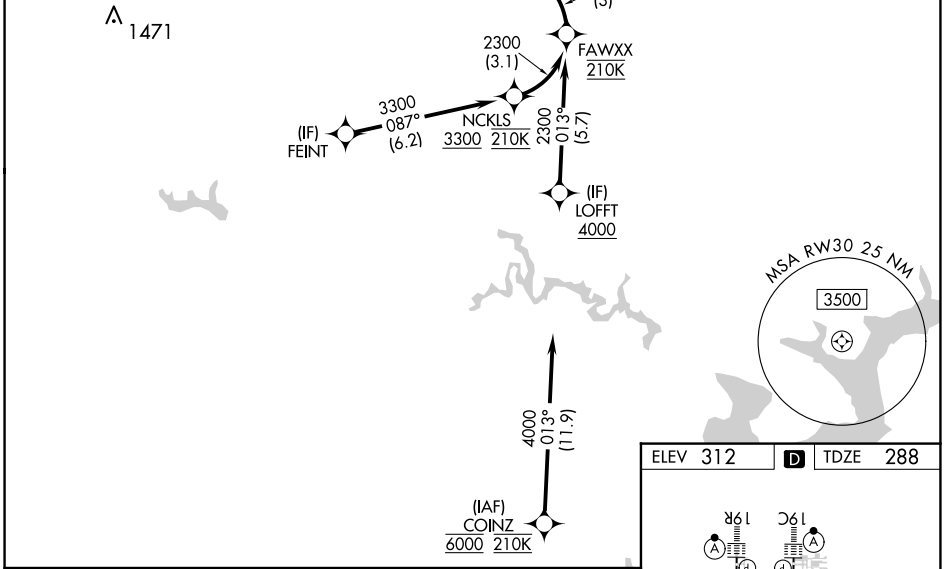 (3)
1471
2300
(3.1)
FAWXX
210K
3300
087°
(6.2)
(IF)
FEINT
NCKLS
3300 210K
2300
013°
(5.7)
(IF)
LOFFT
4000
MSA RW30 25 NM
3500
4000
013°
(11.9)
(IAF)
COINZ
6000 210K
ELEV 312
D
TDZE 288
19R
19C
A
A
P
P